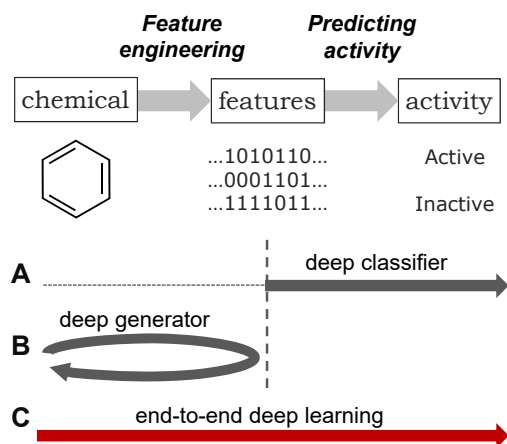 Feature engineering
Predicting activity
chemical
features
activity
...1010110...
...0001101...
...1111011...
Active
Inactive
A
deep classifier
deep generator
B
C
end-to-end deep learning